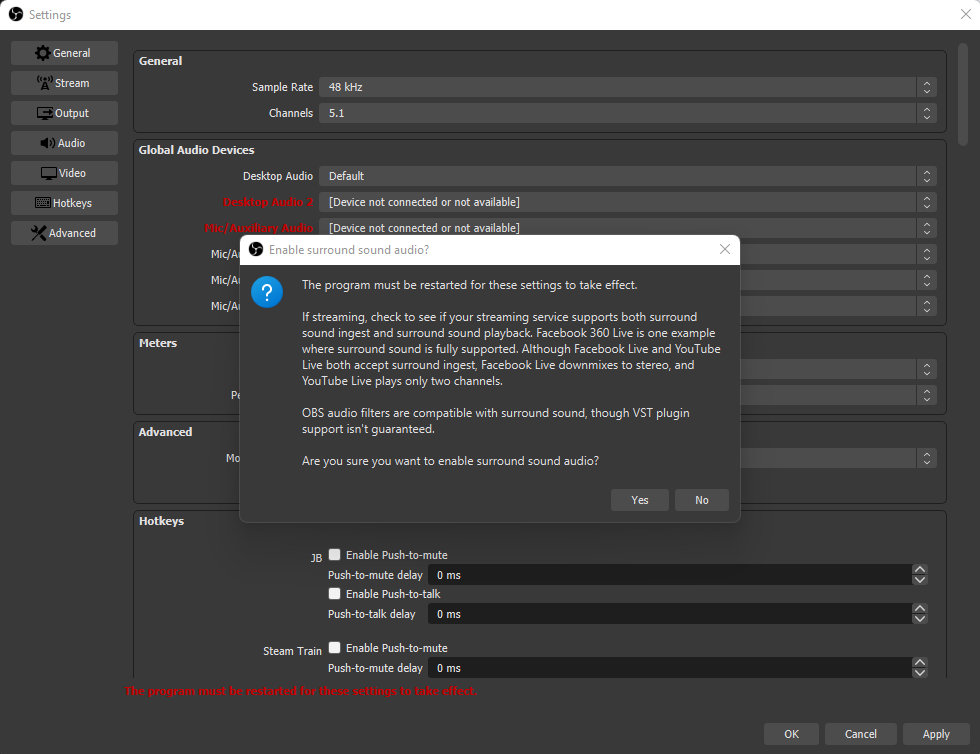 Settings
General
Stream
Output
Audio
Video
Hotkeys
Advanced
General
Sample Rate 48 kHz
Channels 5.1
Global Audio Devices
Desktop Audio Default
Desktop Audio 2 [Device not connected or not available]
Mic/Auxiliary Audio [Device not connected or not available]
Mic/A
Mic/A
Mic/A
Meters
Pe
Advanced
Mo
Enable surround sound audio?
The program must be restarted for these settings to take effect.
If streaming, check to see if your streaming service supports both surround
sound ingest and surround sound playback. Facebook 360 Live is one example
where surround sound is fully supported. Although Facebook Live and YouTube
Live both accept surround ingest, Facebook Live downmixes to stereo, and
YouTube Live plays only two channels.
OBS audio filters are compatible with surround sound, though VST plugin
support isn't guaranteed.
Are you sure you want to enable surround sound audio?
Yes No
Hotkeys
JB Enable Push-to-mute
Push-to-mute delay 0 ms
Enable Push-to-talk
Push-to-talk delay 0 ms
Steam Train Enable Push-to-mute
Push-to-mute delay 0 ms
The program must be restarted for these settings to take effect.
OK Cancel Apply